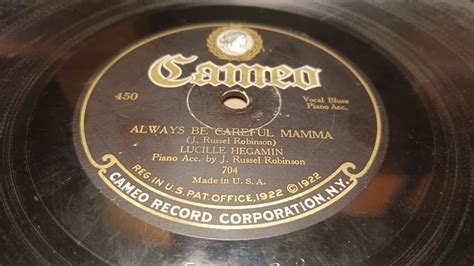 Cameo
450
Vocal Blues
Piano Acc.
ALWAYS BE CAREFUL MAMMA
(J. Russel Robinson)
LUCILLE HEGAMIN
Piano Acc. by J. Russel Robinson
704
Made in U.S.A.
REG. IN U.S. PAT. OFFICE, 1922 © 1922
CAMEO RECORD CORPORATION, N.Y.